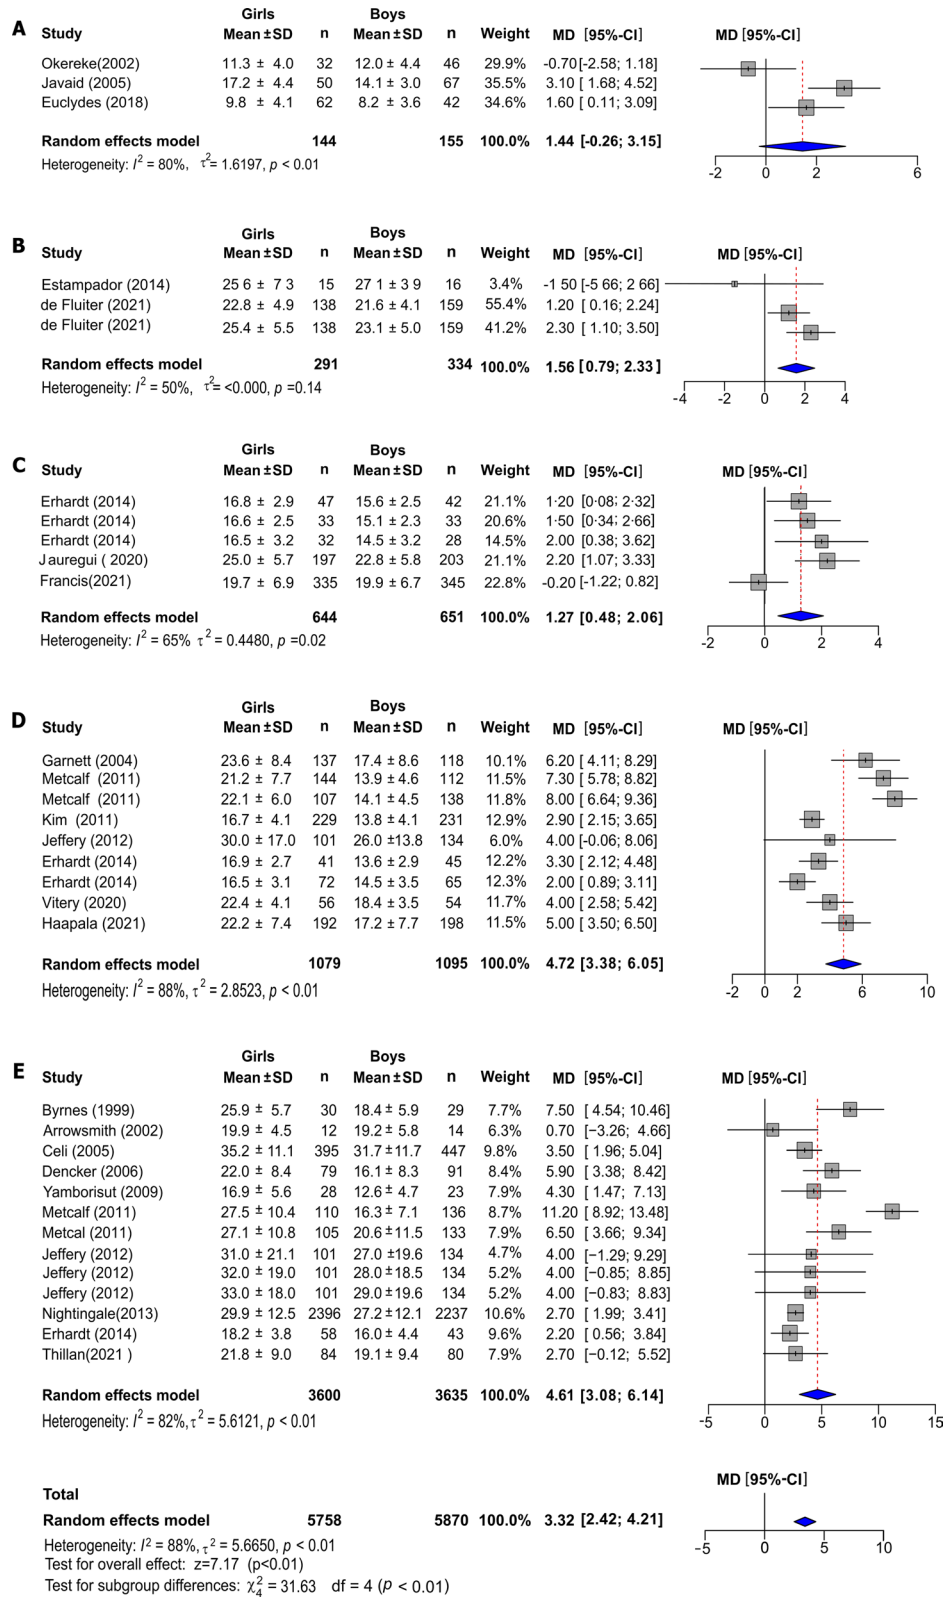 Girls Boys
A Study Mean ±SD n Mean ±SD n Weight MD [95%-CI] MD [95%-CI]
Okereke(2002) 11.3 ± 4.0 32 12.0 ± 4.4 46 29.9% -0.70 [-2.58; 1.18]
Javaid (2005) 17.2 ± 4.4 50 14.1 ± 3.0 67 35.5% 3.10 [ 1.68; 4.52]
Euclydes (2018) 9.8 ± 4.1 62 8.2 ± 3.6 42 34.6% 1.60 [ 0.11; 3.09]
Random effects model 144 155 100.0% 1.44 [-0.26; 3.15]
Heterogeneity: I² = 80%, τ²= 1.6197, p < 0.01
-2 0 2 6
Girls Boys
B Study Mean ±SD n Mean ±SD n Weight MD [95%-CI] MD [95%-CI]
Estampador (2014) 25 6 ± 7 3 15 27 1 ± 3 9 16 3.4% -1 50 [-5 66; 2 66]
de Fluiter (2021) 22.8 ± 4.9 138 21.6 ± 4.1 159 55.4% 1.20 [ 0.16; 2.24]
de Fluiter (2021) 25.4 ± 5.5 138 23.1 ± 5.0 159 41.2% 2.30 [ 1.10; 3.50]
Random effects model 291 334 100.0% 1.56 [ 0.79; 2.33]
Heterogeneity: I² = 50%, τ²= <0.000, p =0.14
-4 -2 0 2 4
Girls Boys
C Study Mean ±SD n Mean ±SD n Weight MD [95%-CI] MD [95%-CI]
Erhardt (2014) 16.8 ± 2.9 47 15.6 ± 2.5 42 21.1% 1·20 [0·08; 2·32]
Erhardt (2014) 16.6 ± 2.5 33 15.1 ± 2.3 33 20.6% 1·50 [0·34; 2·66]
Erhardt (2014) 16.5 ± 3.2 32 14.5 ± 3.2 28 14.5% 2.00 [0.38; 3.62]
Jauregui ( 2020) 25.0 ± 5.7 197 22.8 ± 5.8 203 21.1% 2.20 [1.07; 3.33]
Francis(2021) 19.7 ± 6.9 335 19.9 ± 6.7 345 22.8% -0.20 [-1.22; 0.82]
Random effects model 644 651 100.0% 1.27 [0.48; 2.06]
Heterogeneity: I² = 65% τ² = 0.4480, p =0.02
-2 0 2 4
Girls Boys
D Study Mean ±SD n Mean ±SD n Weight MD [95%-CI] MD [95%-CI]
Garnett (2004) 23.6 ± 8.4 137 17.4 ± 8.6 118 10.1% 6.20 [ 4.11; 8.29]
Metcalf (2011) 21.2 ± 7.7 144 13.9 ± 4.6 112 11.5% 7.30 [ 5.78; 8.82]
Metcalf (2011) 22.1 ± 6.0 107 14.1 ± 4.5 138 11.8% 8.00 [ 6.64; 9.36]
Kim (2011) 16.7 ± 4.1 229 13.8 ± 4.1 231 12.9% 2.90 [ 2.15; 3.65]
Jeffery (2012) 30.0 ± 17.0 101 26.0 ±13.8 134 6.0% 4.00 [-0.06; 8.06]
Erhardt (2014) 16.9 ± 2.7 41 13.6 ± 2.9 45 12.2% 3.30 [ 2.12; 4.48]
Erhardt (2014) 16.5 ± 3.1 72 14.5 ± 3.5 65 12.3% 2.00 [ 0.89; 3.11]
Vitery (2020) 22.4 ± 4.1 56 18.4 ± 3.5 54 11.7% 4.00 [ 2.58; 5.42]
Haapala (2021) 22.2 ± 7.4 192 17.2 ± 7.7 198 11.5% 5.00 [ 3.50; 6.50]
Random effects model 1079 1095 100.0% 4.72 [3.38; 6.05]
Heterogeneity: I² = 88%, τ² = 2.8523, p < 0.01
-2 0 2 6 10
Girls Boys
E Study Mean ±SD n Mean ±SD n Weight MD [95%-CI] MD [95%-CI]
Byrnes (1999) 25.9 ± 5.7 30 18.4 ± 5.9 29 7.7% 7.50 [ 4.54; 10.46]
Arrowsmith (2002) 19.9 ± 4.5 12 19.2 ± 5.8 14 6.3% 0.70 [−3.26; 4.66]
Celi (2005) 35.2 ± 11.1 395 31.7±11.7 447 9.8% 3.50 [ 1.96; 5.04]
Dencker (2006) 22.0 ± 8.4 79 16.1 ± 8.3 91 8.4% 5.90 [ 3.38; 8.42]
Yamborisut (2009) 16.9 ± 5.6 28 12.6 ± 4.7 23 7.9% 4.30 [ 1.47; 7.13]
Metcalf (2011) 27.5 ± 10.4 110 16.3± 7.1 136 8.7% 11.20 [ 8.92; 13.48]
Metcal (2011) 27.1 ± 10.8 105 20.6±11.5 133 7.9% 6.50 [ 3.66; 9.34]
Jeffery (2012) 31.0 ± 21.1 101 27.0 ±19.6 134 4.7% 4.00 [−1.29; 9.29]
Jeffery (2012) 32.0 ± 19.0 101 28.0 ±18.5 134 5.2% 4.00 [−0.85; 8.85]
Jeffery (2012) 33.0 ± 18.0 101 29.0 ±19.6 134 5.2% 4.00 [−0.83; 8.83]
Nightingale(2013) 29.9 ± 12.5 2396 27.2±12.1 2237 10.6% 2.70 [ 1.99; 3.41]
Erhardt (2014) 18.2 ± 3.8 58 16.0 ± 4.4 43 9.6% 2.20 [ 0.56; 3.84]
Thillan(2021 ) 21.8 ± 9.0 84 19.1 ± 9.4 80 7.9% 2.70 [−0.12; 5.52]
Random effects model 3600 3635 100.0% 4.61 [3.08; 6.14]
Heterogeneity: I² = 82%, τ² = 5.6121, p < 0.01
-5 0 5 10 15
MD [95%-CI]
Total
Random effects model 5758 5870 100.0% 3.32 [2.42; 4.21]
Heterogeneity: I² = 88%, τ² = 5.6650, p < 0.01
-5 0 5 10
Test for overall effect: z=7.17 (p<0.01)
Test for subgroup differences: χ²₄ = 31.63 df = 4 (p < 0.01)